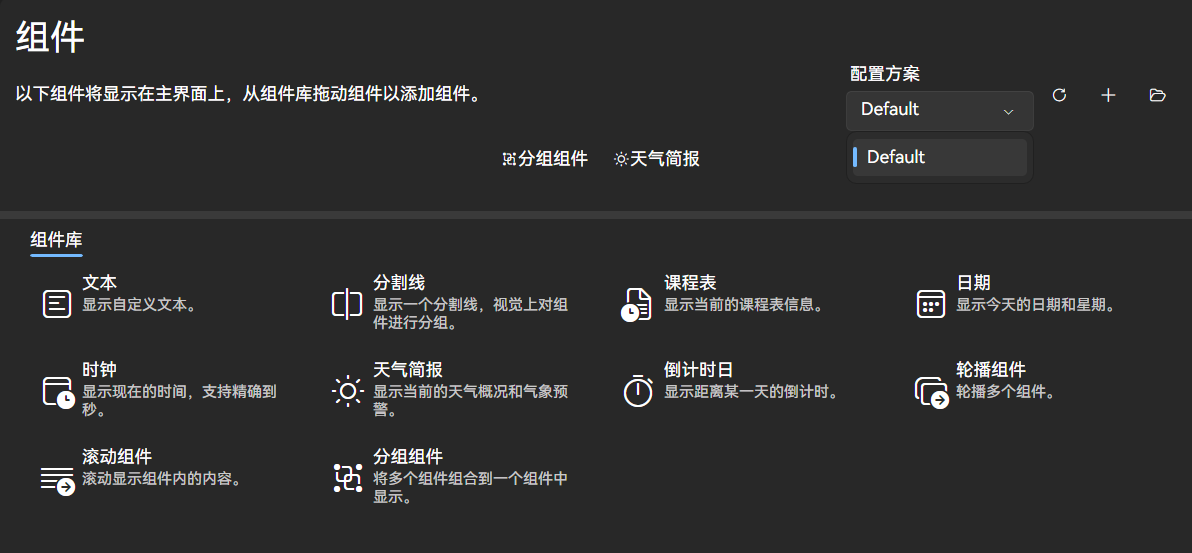 组件
以下组件将显示在主界面上，从组件库拖动组件以添加组件。
配置方案
Default
Default
分组组件
天气简报
组件库
文本
显示自定义文本。
分割线
显示一个分割线，视觉上对组
件进行分组。
课程表
显示当前的课程表信息。
日期
显示今天的日期和星期。
时钟
显示现在的时间，支持精确到
秒。
天气简报
显示当前的天气概况和气象预
警。
倒计时日
显示距离某一天的倒计时。
轮播组件
轮播多个组件。
滚动组件
滚动显示组件内的内容。
分组组件
将多个组件组合到一个组件中
显示。